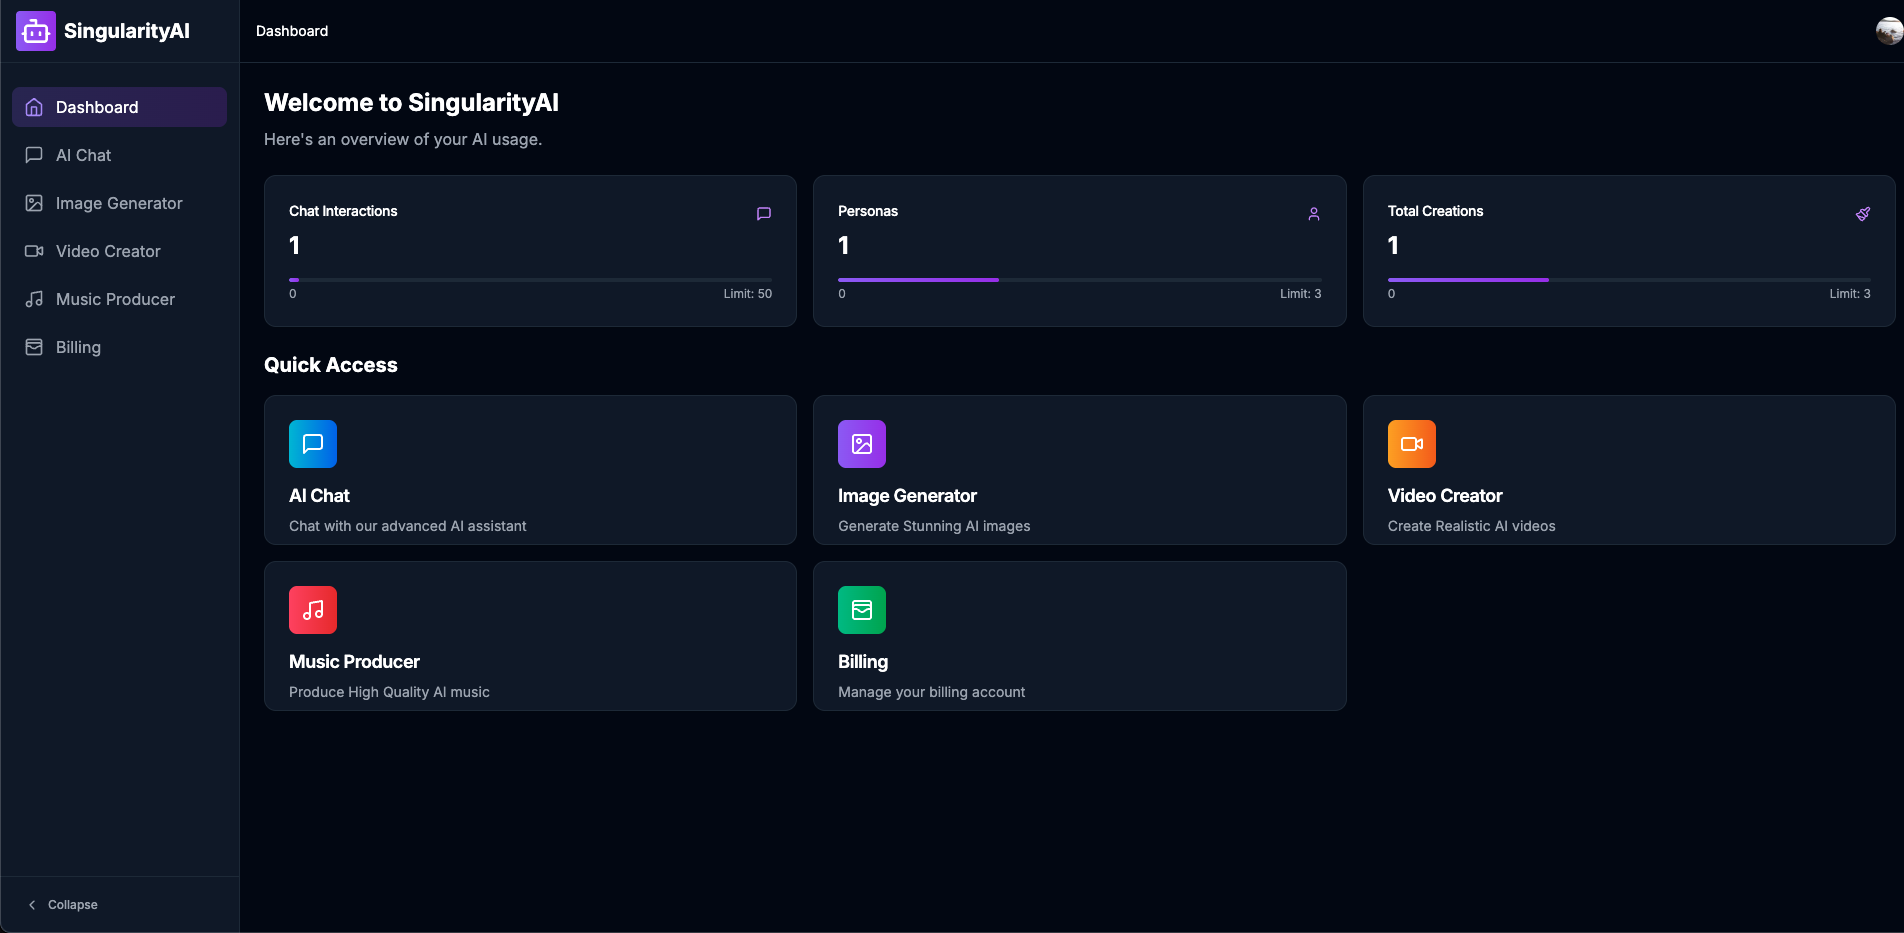 SingularityAI
Dashboard
Dashboard
AI Chat
Image Generator
Video Creator
Music Producer
Billing
Collapse
Welcome to SingularityAI
Here's an overview of your AI usage.
Chat Interactions
1
0 Limit: 50
Personas
1
0 Limit: 3
Total Creations
1
0 Limit: 3
Quick Access
AI Chat
Chat with our advanced AI assistant
Image Generator
Generate Stunning AI images
Video Creator
Create Realistic AI videos
Music Producer
Produce High Quality AI music
Billing
Manage your billing account